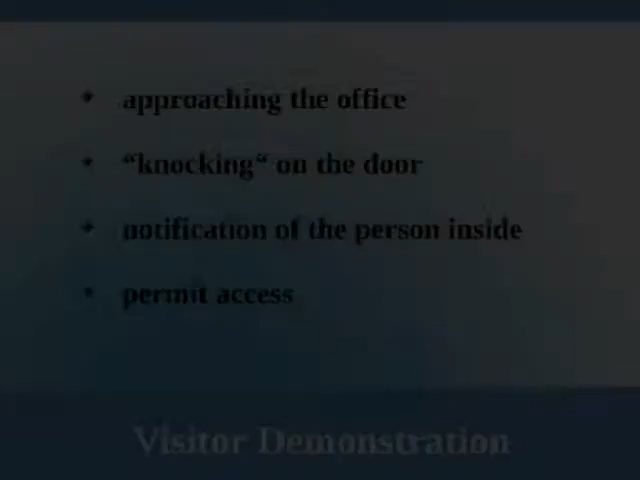 approaching the office
“knocking“ on the door
notification of the person inside
permit access
Visitor Demonstration